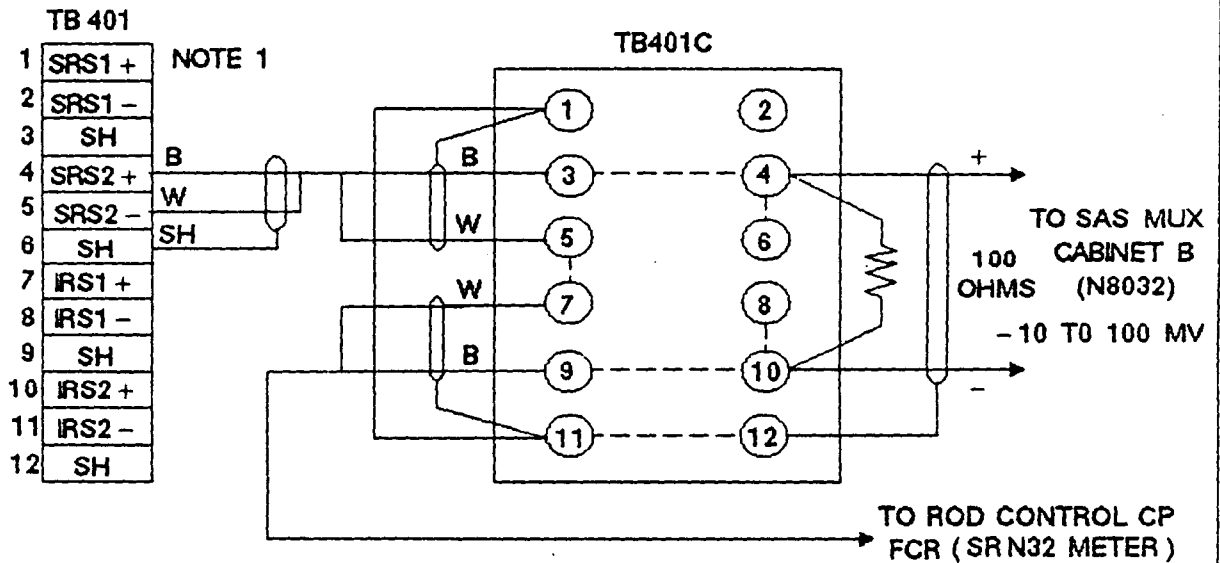 TB 401
1 SRS1 + NOTE 1
2 SRS1 -
3 SH
4 SRS2 +
5 SRS2 -
6 SH
7 IRS1 +
8 IRS1 -
9 SH
10 IRS2 +
11 IRS2 -
12 SH
B
W
SH
TB401C
1 2
B 3 4
W 5 6
W 7 8
B 9 10
11 12
+
TO SAS MUX
CABINET B
(N8032)
100
OHMS
- 10 TO 100 MV
-
TO ROD CONTROL CP
FCR ( SR N32 METER )